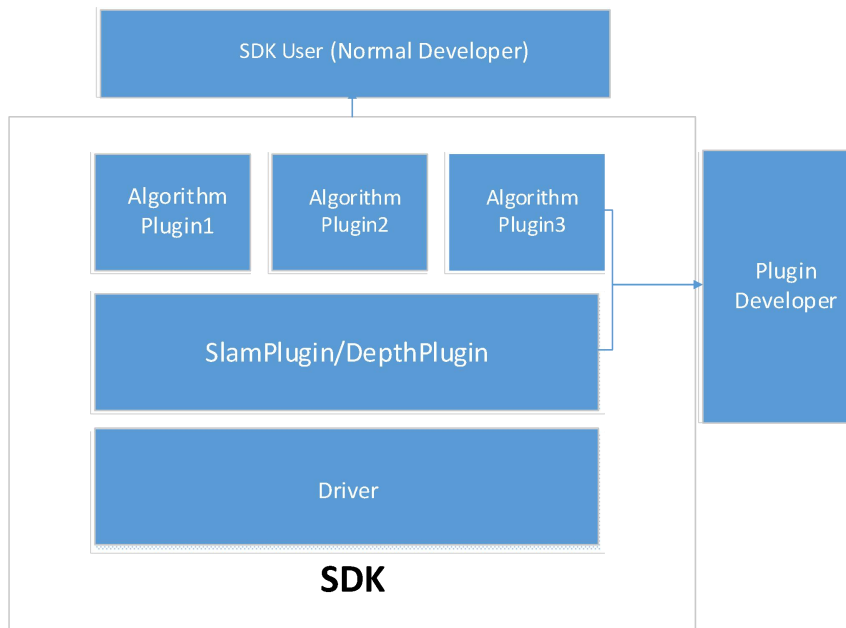 SDK User (Normal Developer)
Algorithm
Plugin1
Algorithm
Plugin2
Algorithm
Plugin3
Plugin
Developer
SlamPlugin/DepthPlugin
Driver
SDK